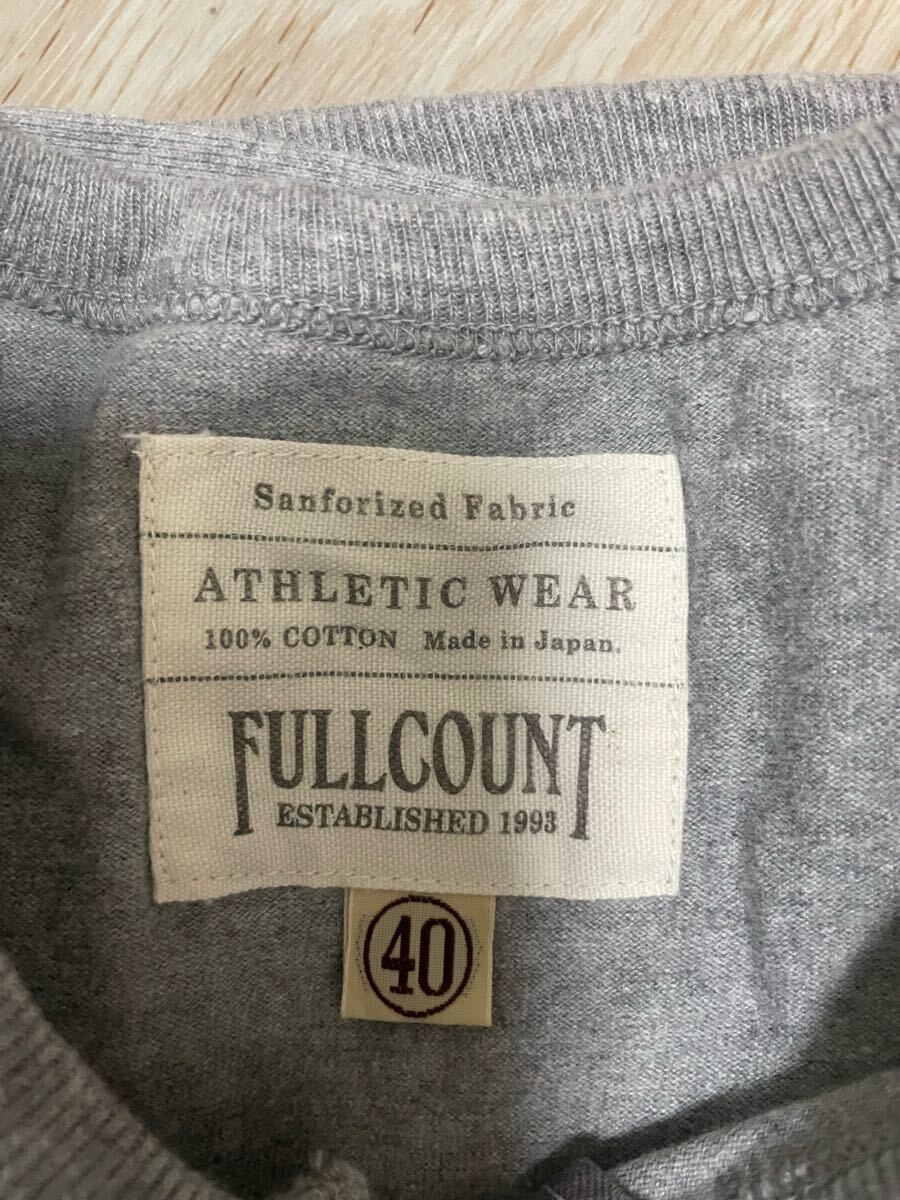 Sanforized Fabric
ATHLETIC WEAR
100% COTTON Made in Japan.
FULLCOUNT
ESTABLISHED 1993
40